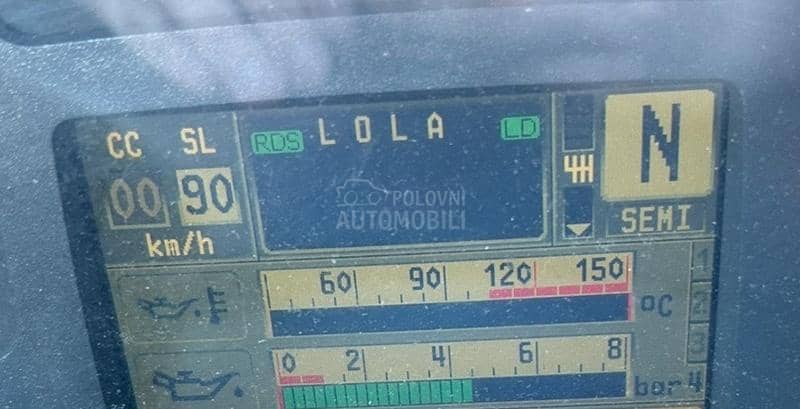 CC SL
RDS LOLA LD
00 90
4H
N
km/h
SEMI
POLOVNI
AUTOMOBILI
60 90 120 150
°C
1
2
3
0 2 4 6 8
bar 4